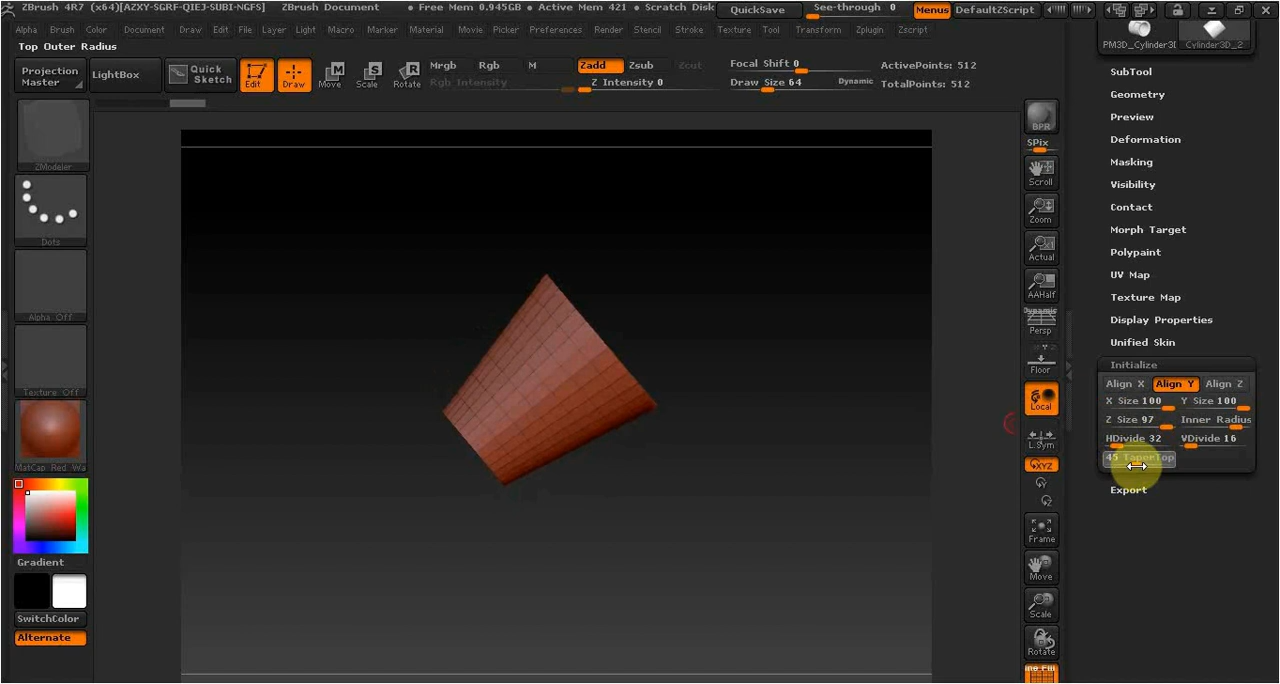 ZBrush 4R7 (x64)[AZXY-SGRF-QIEJ-SUBI-NGFS] ZBrush Document • Free Mem 0.945GB • Active Mem 421 • Scratch Disk QuickSave See-through 0 Menus DefaultZScript
Alpha Brush Color Document Draw Edit File Layer Light Macro Marker Material Movie Picker Preferences Render Stencil Stroke Texture Tool Transform Zplugin Zscript
Top Outer Radius
PM3D_Cylinder3D Cylinder3D_2
Projection Master LightBox Quick Sketch Edit Draw Move Scale Rotate
Mrgb Rgb M Zadd Zsub Zcut Focal Shift 0 ActivePoints: 512
Rgb Intensity Z Intensity 0 Draw Size 64 Dynamic TotalPoints: 512
ZModeler
Dots
Alpha Off
Texture Off
MatCap Red Wa
Gradient
SwitchColor
Alternate
BPR
SPix
Scroll
Zoom
Actual
AAHalf
Dynamic
Persp
Floor
Local
L.Sym
XYZ
Y
Z
Frame
Move
Scale
Rotate
Line Fill
SubTool
Geometry
Preview
Deformation
Masking
Visibility
Contact
Morph Target
Polypaint
UV Map
Texture Map
Display Properties
Unified Skin
Initialize
Align X Align Y Align Z
X Size 100 Y Size 100
Z Size 97 Inner Radius
HDivide 32 VDivide 16
45 TaperTop
Export